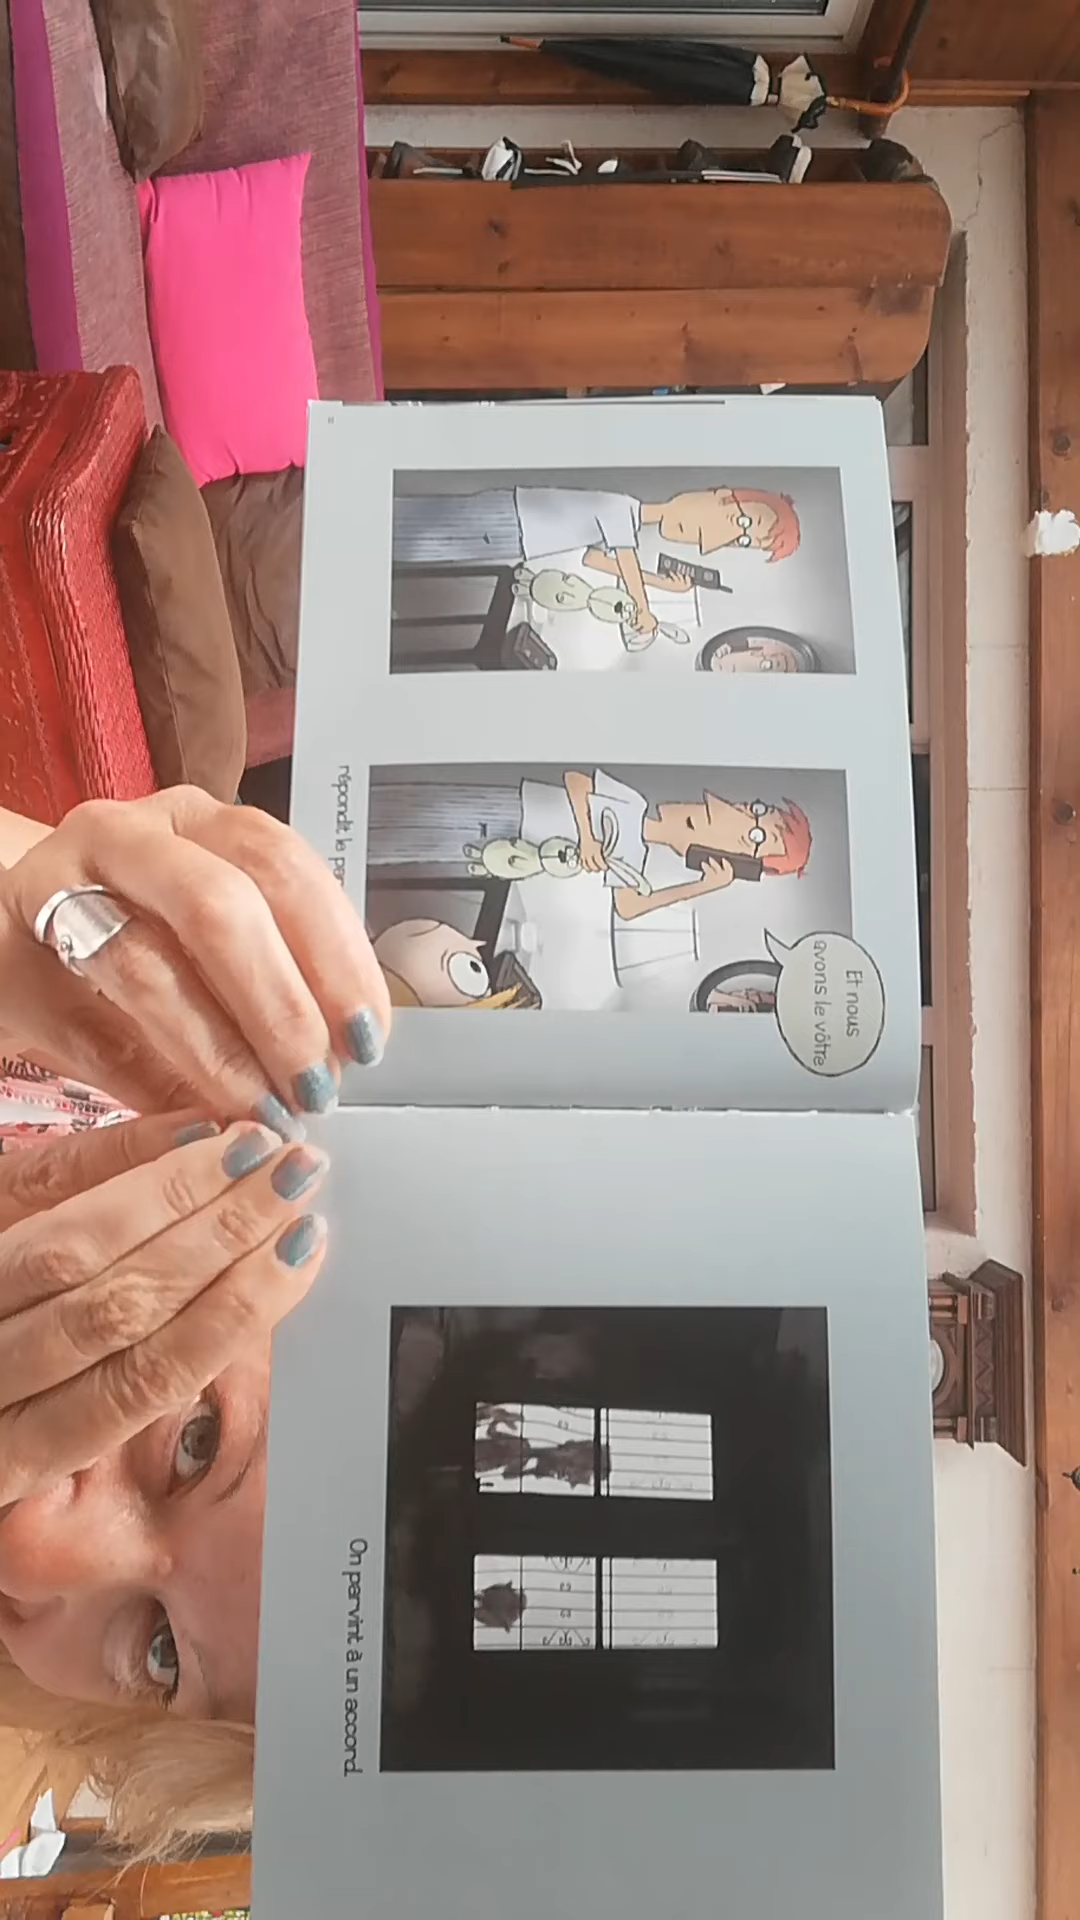 Et nous
avons le vôtre
répondit le
On parvint à un accord.